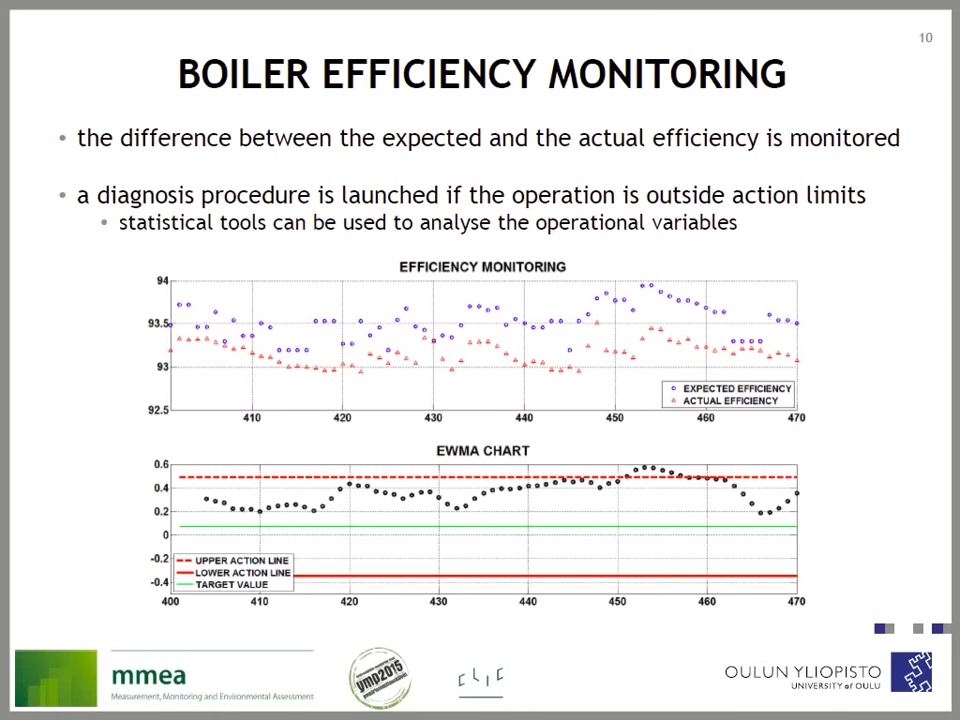 10
BOILER EFFICIENCY MONITORING
• the difference between the expected and the actual efficiency is monitored
• a diagnosis procedure is launched if the operation is outside action limits
• statistical tools can be used to analyse the operational variables
EFFICIENCY MONITORING
94
93.5
93
92.5
410 420 430 440 450 460 470
EXPECTED EFFICIENCY
ACTUAL EFFICIENCY
EWMA CHART
0.6
0.4
0.2
0
-0.2
-0.4
UPPER ACTION LINE
LOWER ACTION LINE
TARGET VALUE
400 410 420 430 440 450 460 470
mmea
Measurement, Monitoring and Environmental Assessment
ymp2015
CLIC
OULUN YLIOPISTO
UNIVERSITY of OULU